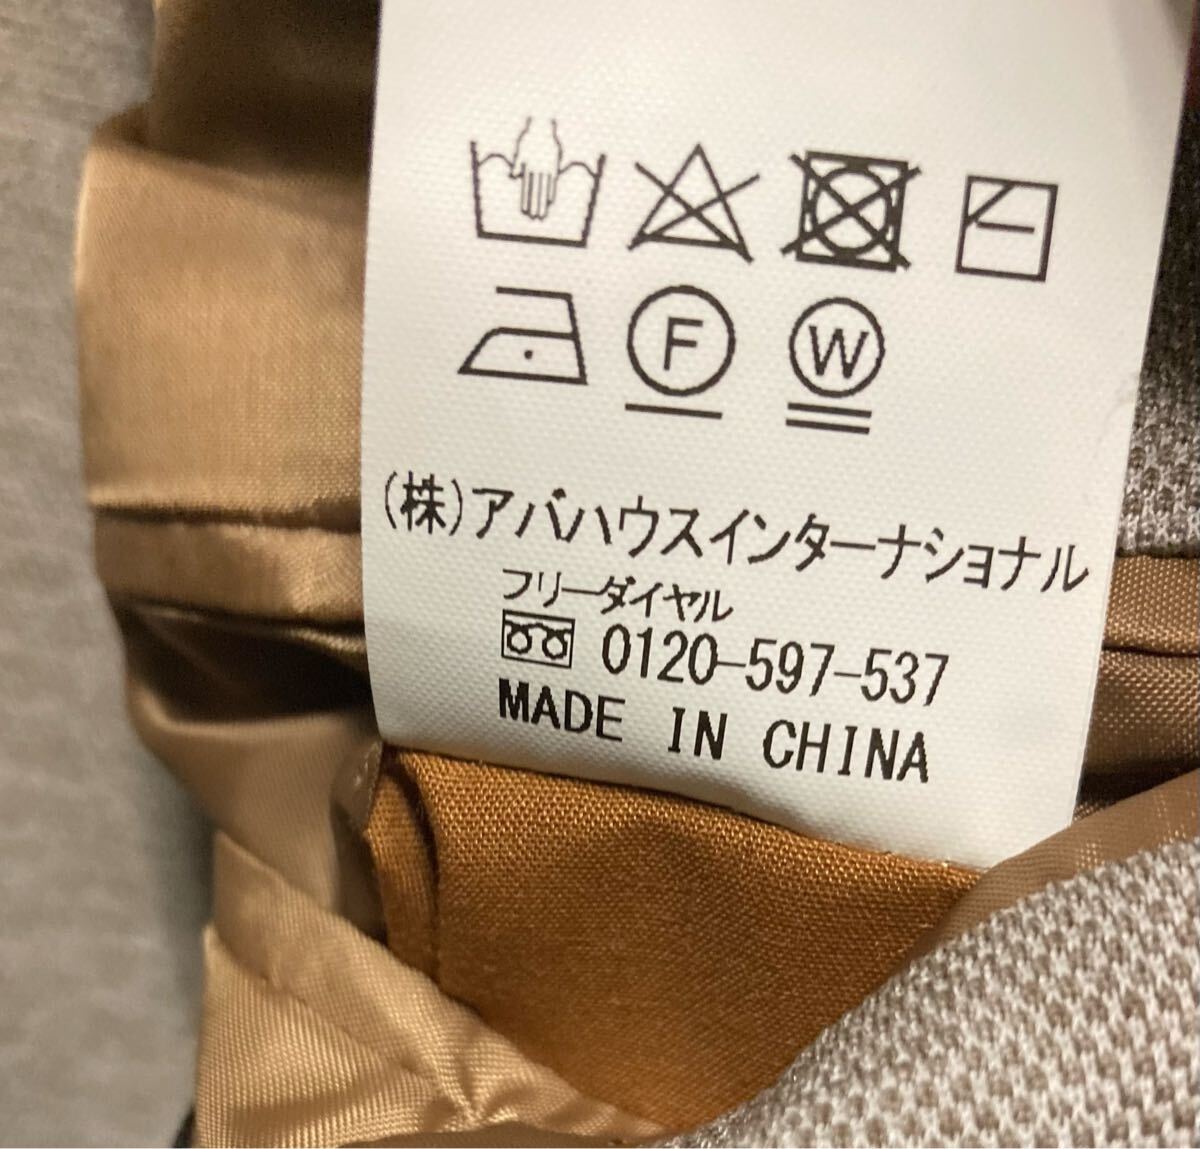 F W
(株)アバハウスインターナショナル
フリーダイヤル
0120-597-537
MADE IN CHINA